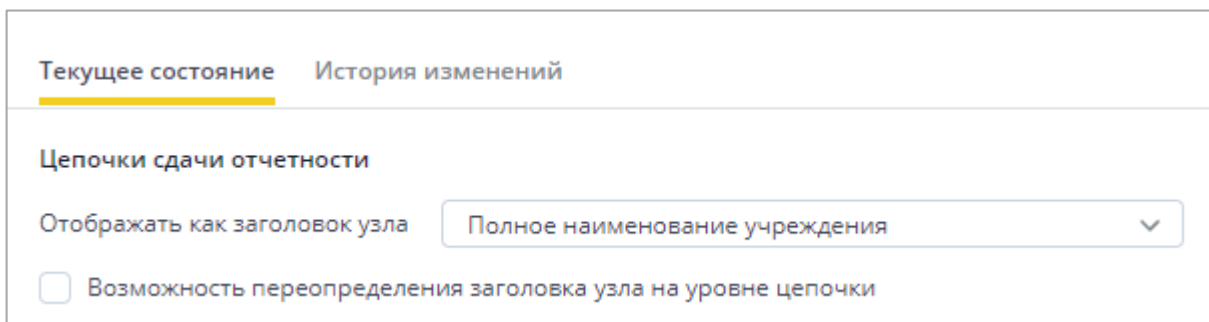 Текущее состояние История изменений
Цепочки сдачи отчетности
Отображать как заголовок узла Полное наименование учреждения
Возможность переопределения заголовка узла на уровне цепочки